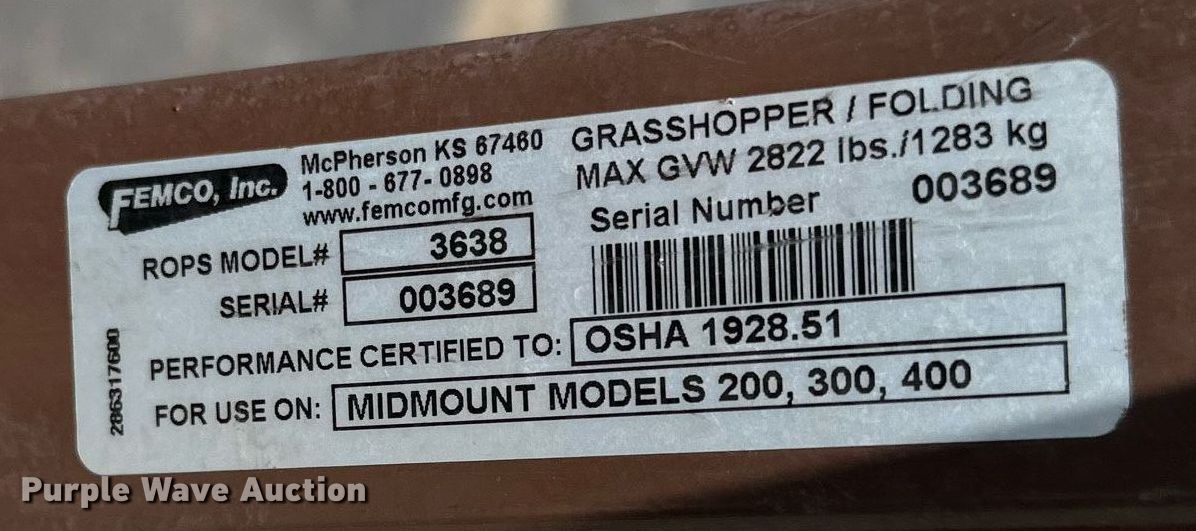 FEMCO, Inc.
McPherson KS 67460
1-800 - 677- 0898
www.femcomfg.com
GRASSHOPPER / FOLDING
MAX GVW 2822 lbs./1283 kg
Serial Number 003689
ROPS MODEL# 3638
SERIAL# 003689
PERFORMANCE CERTIFIED TO: OSHA 1928.51
FOR USE ON: MIDMOUNT MODELS 200, 300, 400
286317600
Purple Wave Auction